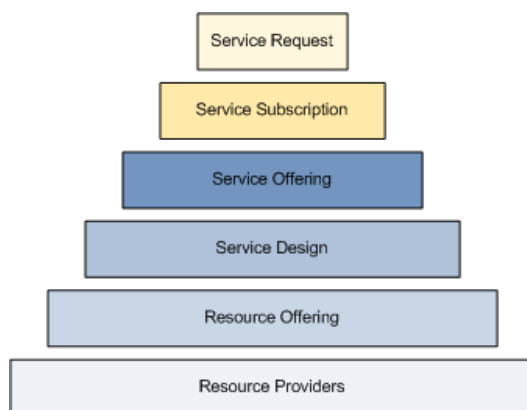 Service Request
Service Subscription
Service Offering
Service Design
Resource Offering
Resource Providers